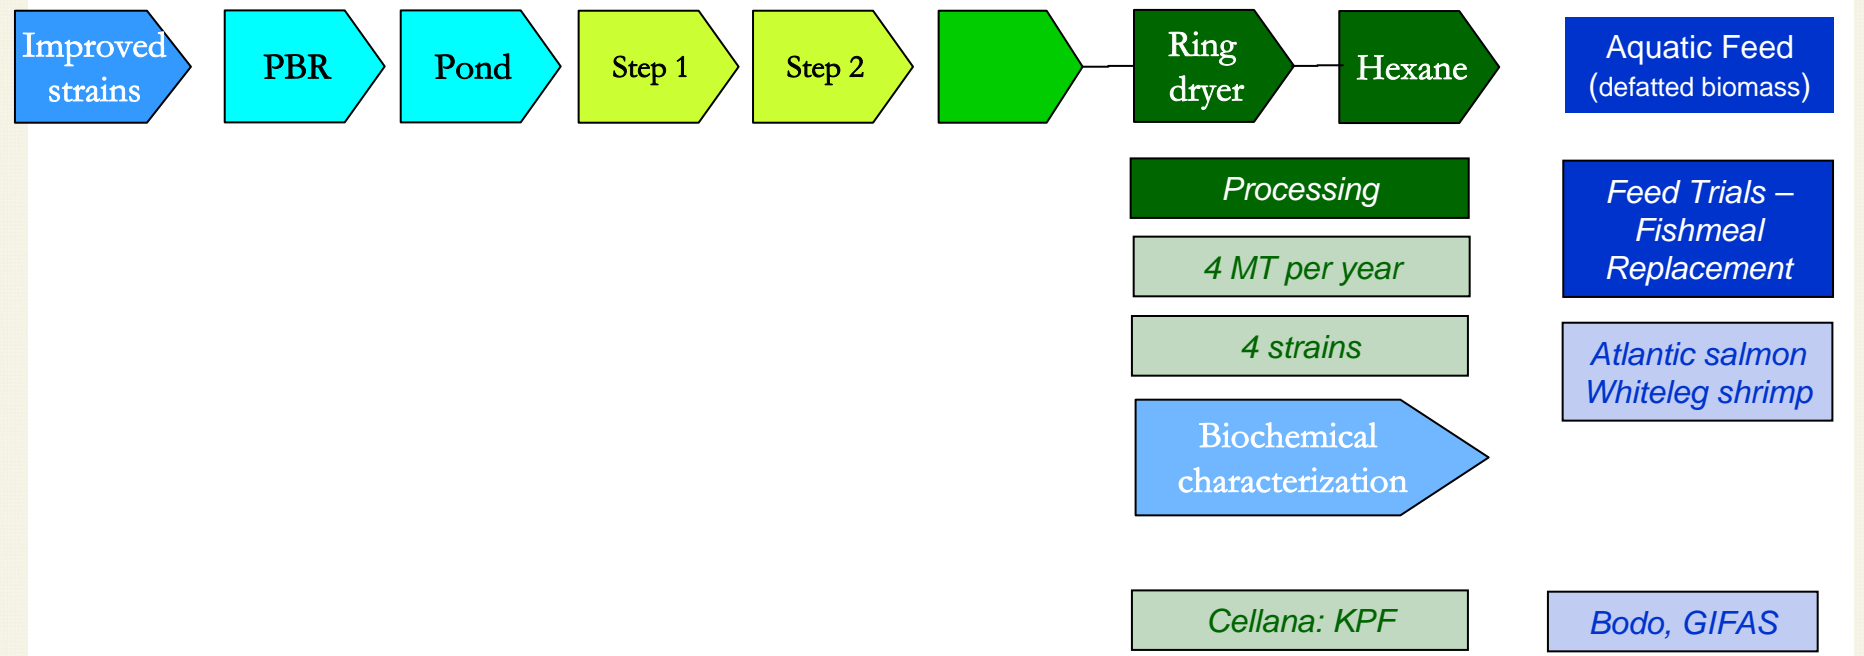 Improved
strains
PBR
Pond
Step 1
Step 2
Ring
dryer
Hexane
Aquatic Feed
(defatted biomass)
Processing
4 MT per year
4 strains
Biochemical
characterization
Cellana: KPF
Feed Trials –
Fishmeal
Replacement
Atlantic salmon
Whiteleg shrimp
Bodo, GIFAS